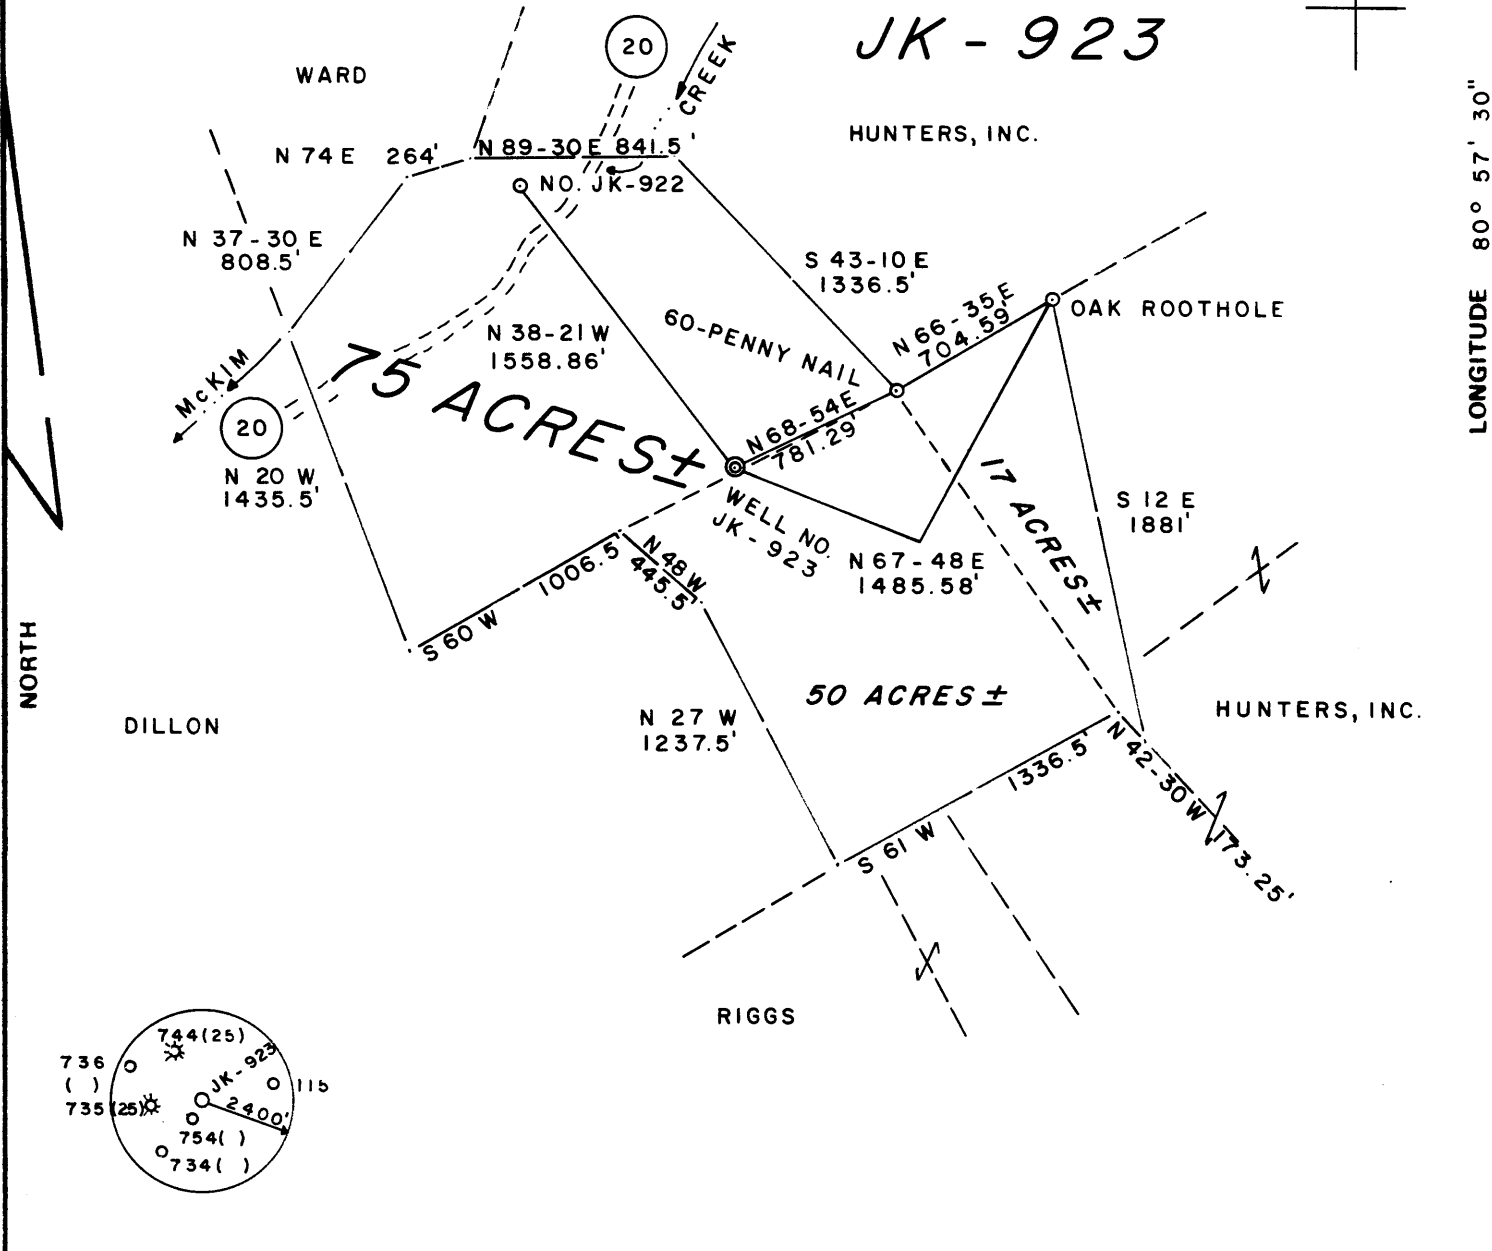 JK - 923
20
WARD
CREEK
HUNTERS, INC.
LONGITUDE 80° 57' 30"
N 74 E 264'
N 89-30 E 841.5'
NO. JK-922
N 37-30 E
808.5'
S 43-10 E
1336.5'
N 66-35 E
704.59'
OAK ROOTHOLE
60-PENNY NAIL
N 38-21 W
1558.86'
75 ACRES±
McKIM
20
N 68-54 E
781.29'
N 20 W
1435.5'
WELL NO.
JK - 923
17 ACRES±
S 12 E
1881'
N 67-48 E
1485.58'
N 48 W
445.5'
S 60 W 1006.5'
NORTH
50 ACRES±
N 27 W
1237.5'
DILLON
HUNTERS, INC.
N 42-30 W 173.25'
S 61 W 1336.5'
RIGGS
744(25)
736
( )
JK-923
115
735(25)
2400'
754( )
734( )